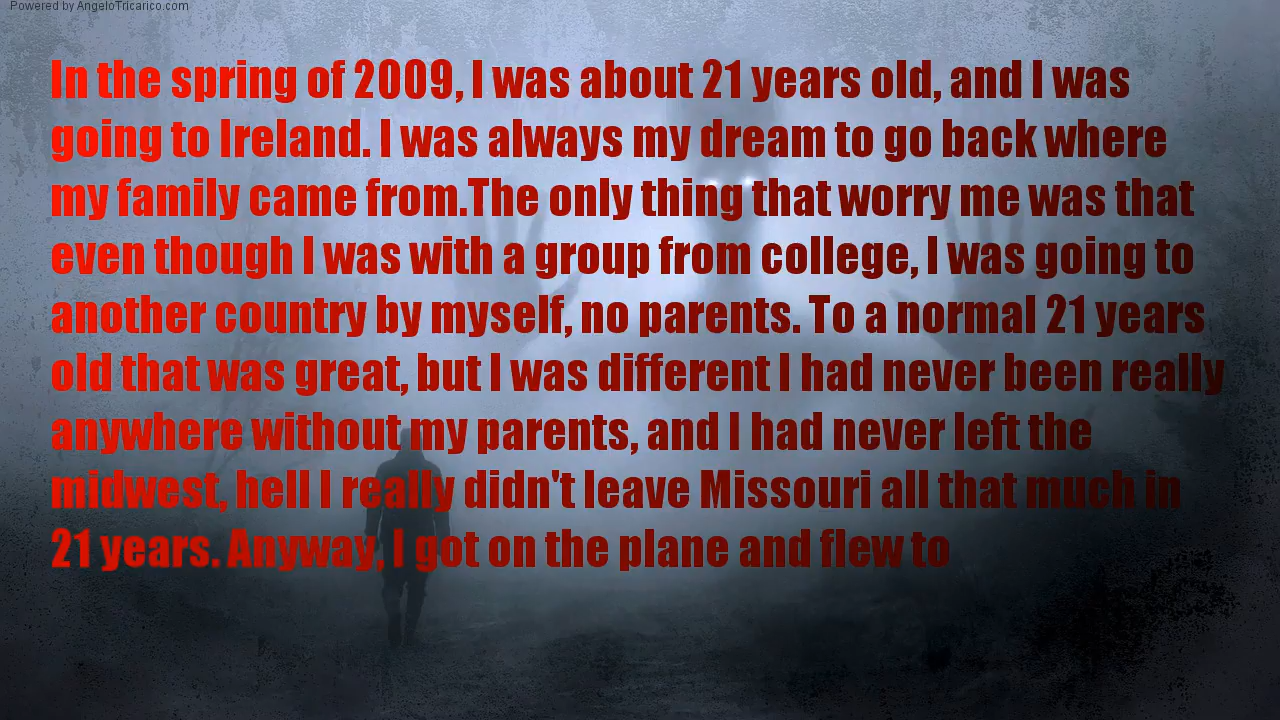 Powered by AngeloTricarico.com
In the spring of 2009, I was about 21 years old, and I was
going to Ireland. I was always my dream to go back where
my family came from.The only thing that worry me was that
even though I was with a group from college, I was going to
another country by myself, no parents. To a normal 21 years
old that was great, but I was different I had never been really
anywhere without my parents, and I had never left the
midwest, hell I really didn't leave Missouri all that much in
21 years. Anyway, I got on the plane and flew to